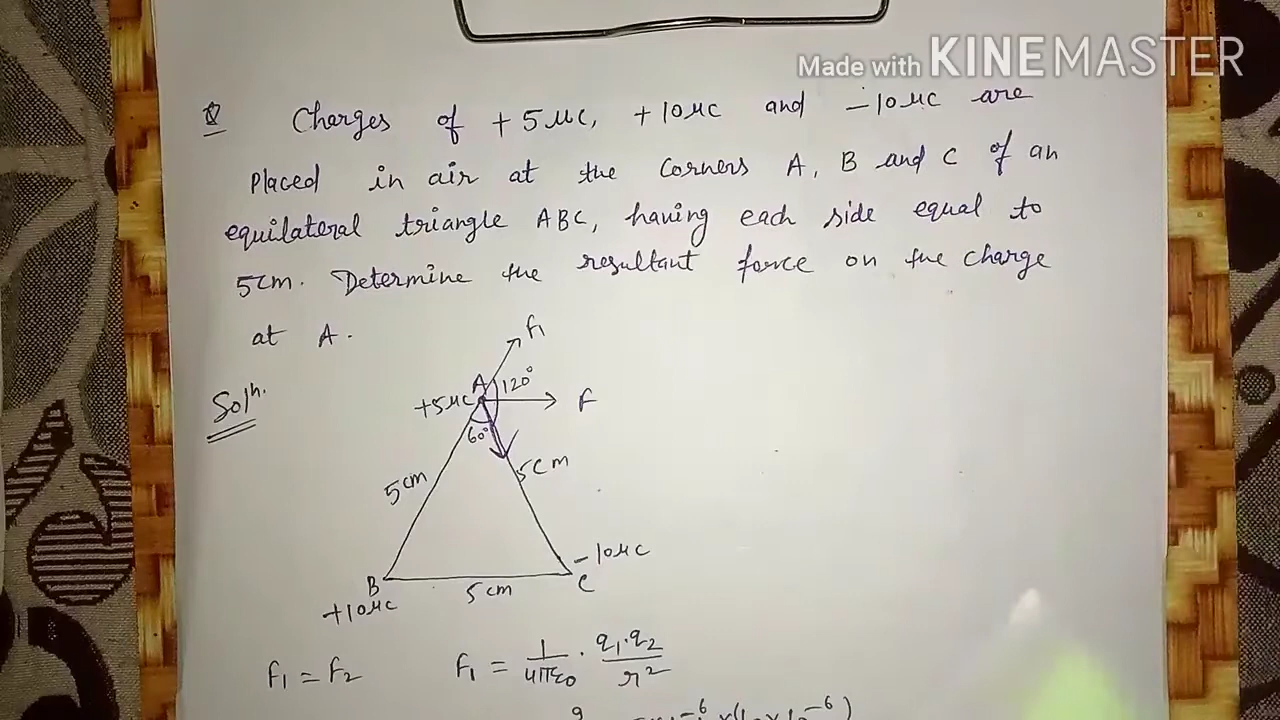 Made with KINEMASTER
Q Charges of +5μC, +10μC and -10μC are
Placed in air at the corners A, B and C of an
equilateral triangle ABC, having each side equal to
5cm. Determine the resultant force on the charge
at A.
Solⁿ.
F₁
A 120°
+5μC F
60°
5cm 5cm
-10μC
B 5cm C
+10μC
F₁ = F₂ F₁ = 1/4πε₀ · q₁·q₂/r²